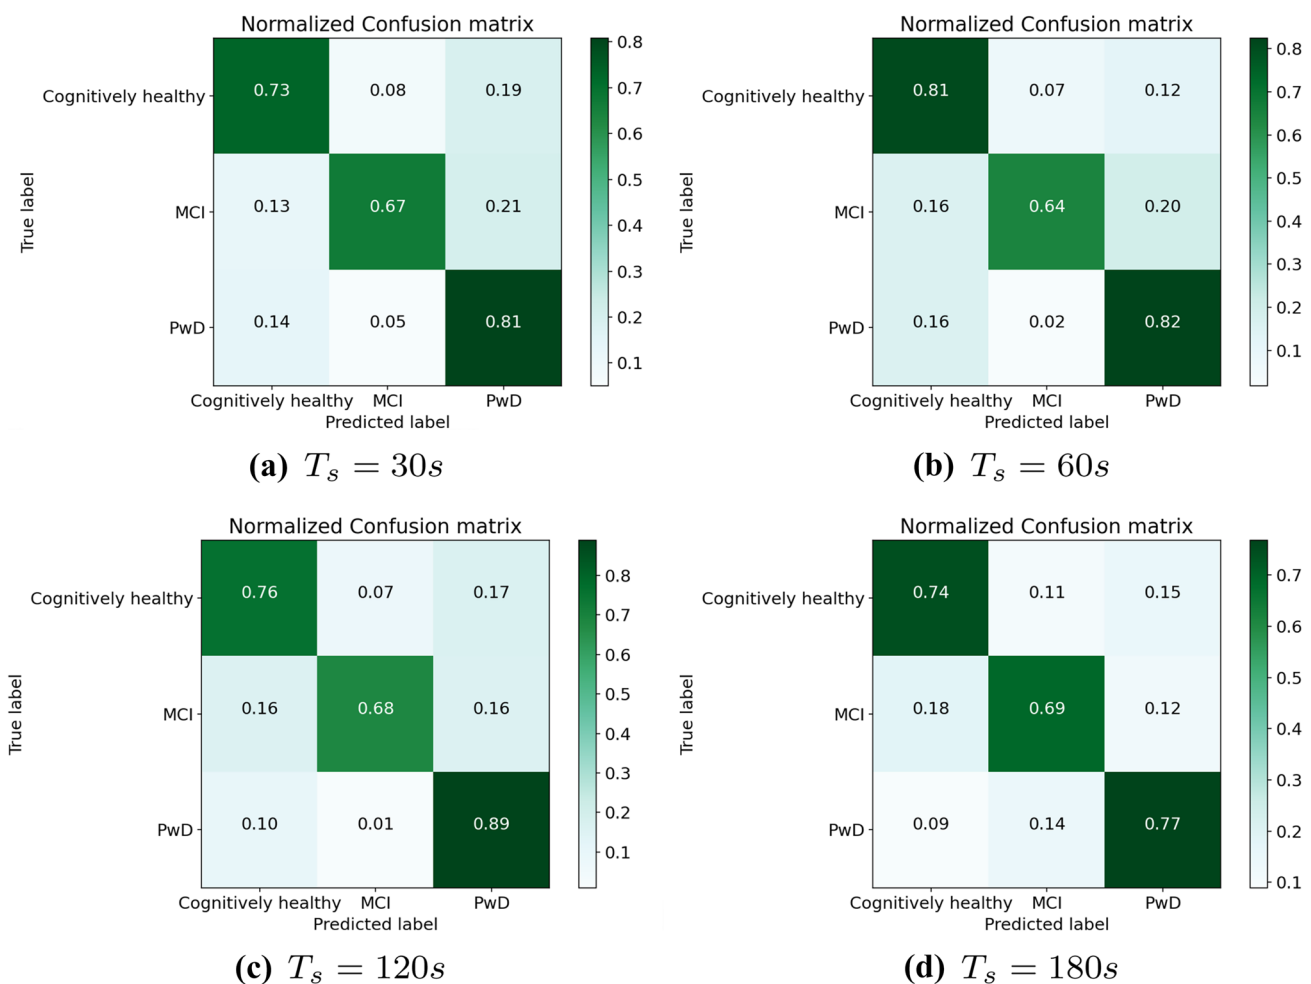 Normalized Confusion matrix
Cognitively healthy 0.73 0.08 0.19
MCI 0.13 0.67 0.21
PwD 0.14 0.05 0.81
True label
Cognitively healthy MCI PwD
Predicted label
0.8
0.7
0.6
0.5
0.4
0.3
0.2
0.1
(a) Ts = 30s
Normalized Confusion matrix
Cognitively healthy 0.81 0.07 0.12
MCI 0.16 0.64 0.20
PwD 0.16 0.02 0.82
True label
Cognitively healthy MCI PwD
Predicted label
0.8
0.7
0.6
0.5
0.4
0.3
0.2
0.1
(b) Ts = 60s
Normalized Confusion matrix
Cognitively healthy 0.76 0.07 0.17
MCI 0.16 0.68 0.16
PwD 0.10 0.01 0.89
True label
Cognitively healthy MCI PwD
Predicted label
0.8
0.7
0.6
0.5
0.4
0.3
0.2
0.1
(c) Ts = 120s
Normalized Confusion matrix
Cognitively healthy 0.74 0.11 0.15
MCI 0.18 0.69 0.12
PwD 0.09 0.14 0.77
True label
Cognitively healthy MCI PwD
Predicted label
0.7
0.6
0.5
0.4
0.3
0.2
0.1
(d) Ts = 180s